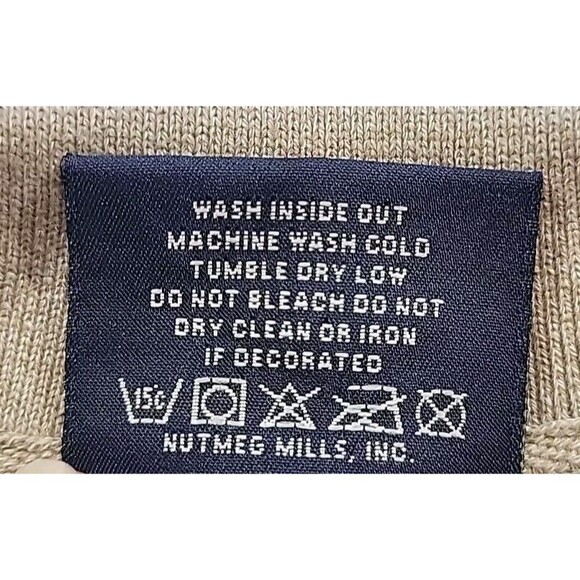 WASH INSIDE OUT
MACHINE WASH COLD
TUMBLE DRY LOW
DO NOT BLEACH DO NOT
DRY CLEAN OR IRON
IF DECORATED
15°c
NUTMEG MILLS, INC.